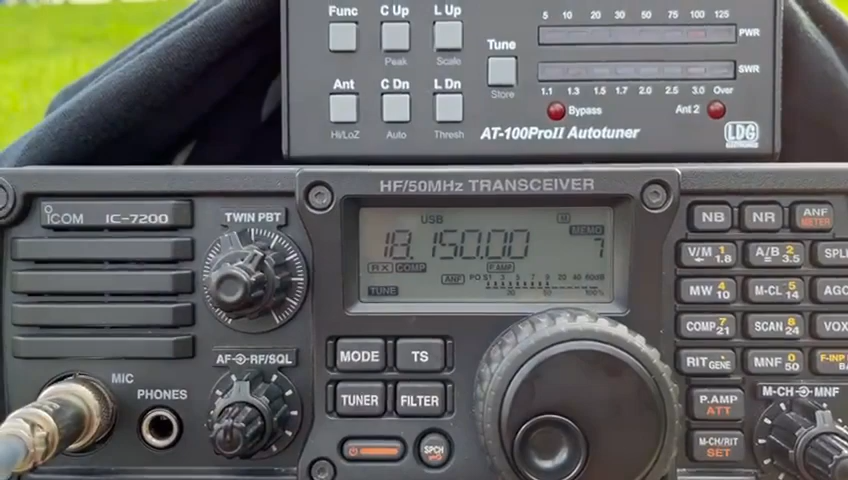 Func C Up L Up
Peak Scale
Tune
Store
Ant C Dn L Dn
Hi/LoZ Auto Thresh
5 10 20 30 50 75 100 125
PWR
SWR
1.1 1.3 1.5 1.7 2.0 2.5 3.0 Over
Bypass Ant 2
AT-100ProII Autotuner
LDG
ELECTRONICS
ICOM IC-7200
TWIN PBT
HF/50MHz TRANSCEIVER
USB M
MEMO
18.150.00 7
RX COMP P.AMP
ANF PO S1 3 5 7 9 20 40 60dB
TUNE 30 50 100%
NB NR ANF
METER
V/M 1 1.8 A/B 2 3.5 SPL
MW 4 10 M-CL 5 14 AGC
COMP 7 21 SCAN 8 24 VOX
RIT . GENE MNF 0 50 F-INP
P.AMP
ATT
M-CH/RIT
SET
M-CH MNF
MIC
PHONES
AF RF/SQL
MODE TS
TUNER FILTER
SPCH